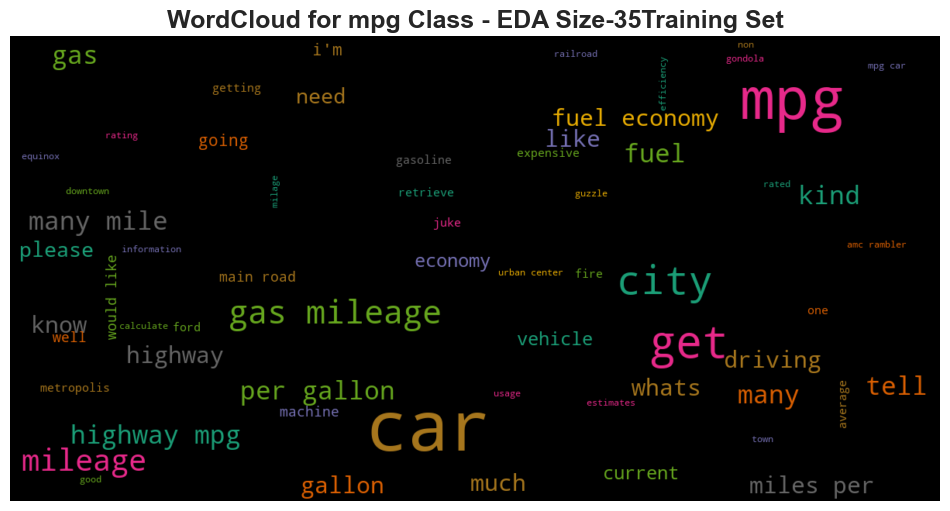 WordCloud for mpg Class - EDA Size-35Training Set
gas
i'm
railroad
non
gondola
mpg car
getting
need
efficiency
mpg
fuel economy
rating
going
like
fuel
equinox
gasoline
expensive
downtown
milage
retrieve
guzzle
rated
kind
many mile
juke
please
information
would like
economy
urban center
fire
amc rambler
main road
city
gas mileage
one
know
well
calculate
ford
vehicle
get
highway
driving
metropolis
per gallon
usage
whats
many
tell
machine
estimates
average
car
highway mpg
town
mileage
good
gallon
much
current
miles per